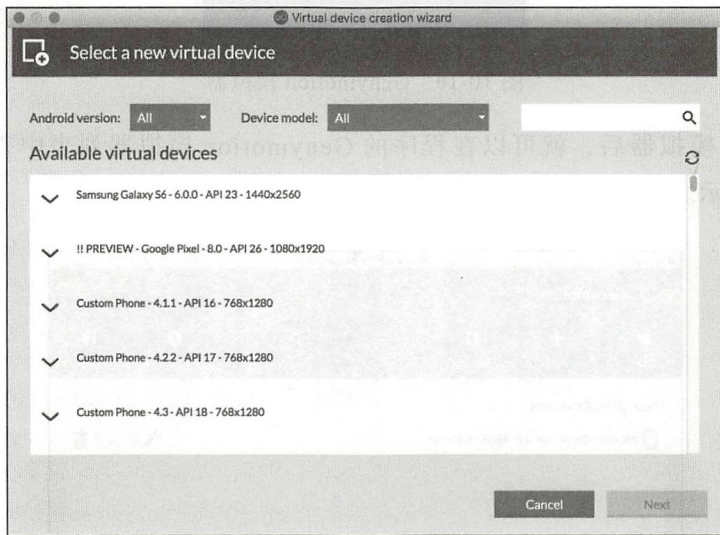 Virtual device creation wizard
Select a new virtual device
Android version: All Device model: All
Available virtual devices
Samsung Galaxy S6 - 6.0.0 - API 23 - 1440x2560
!! PREVIEW - Google Pixel - 8.0 - API 26 - 1080x1920
Custom Phone - 4.1.1 - API 16 - 768x1280
Custom Phone - 4.2.2 - API 17 - 768x1280
Custom Phone - 4.3 - API 18 - 768x1280
Cancel Next